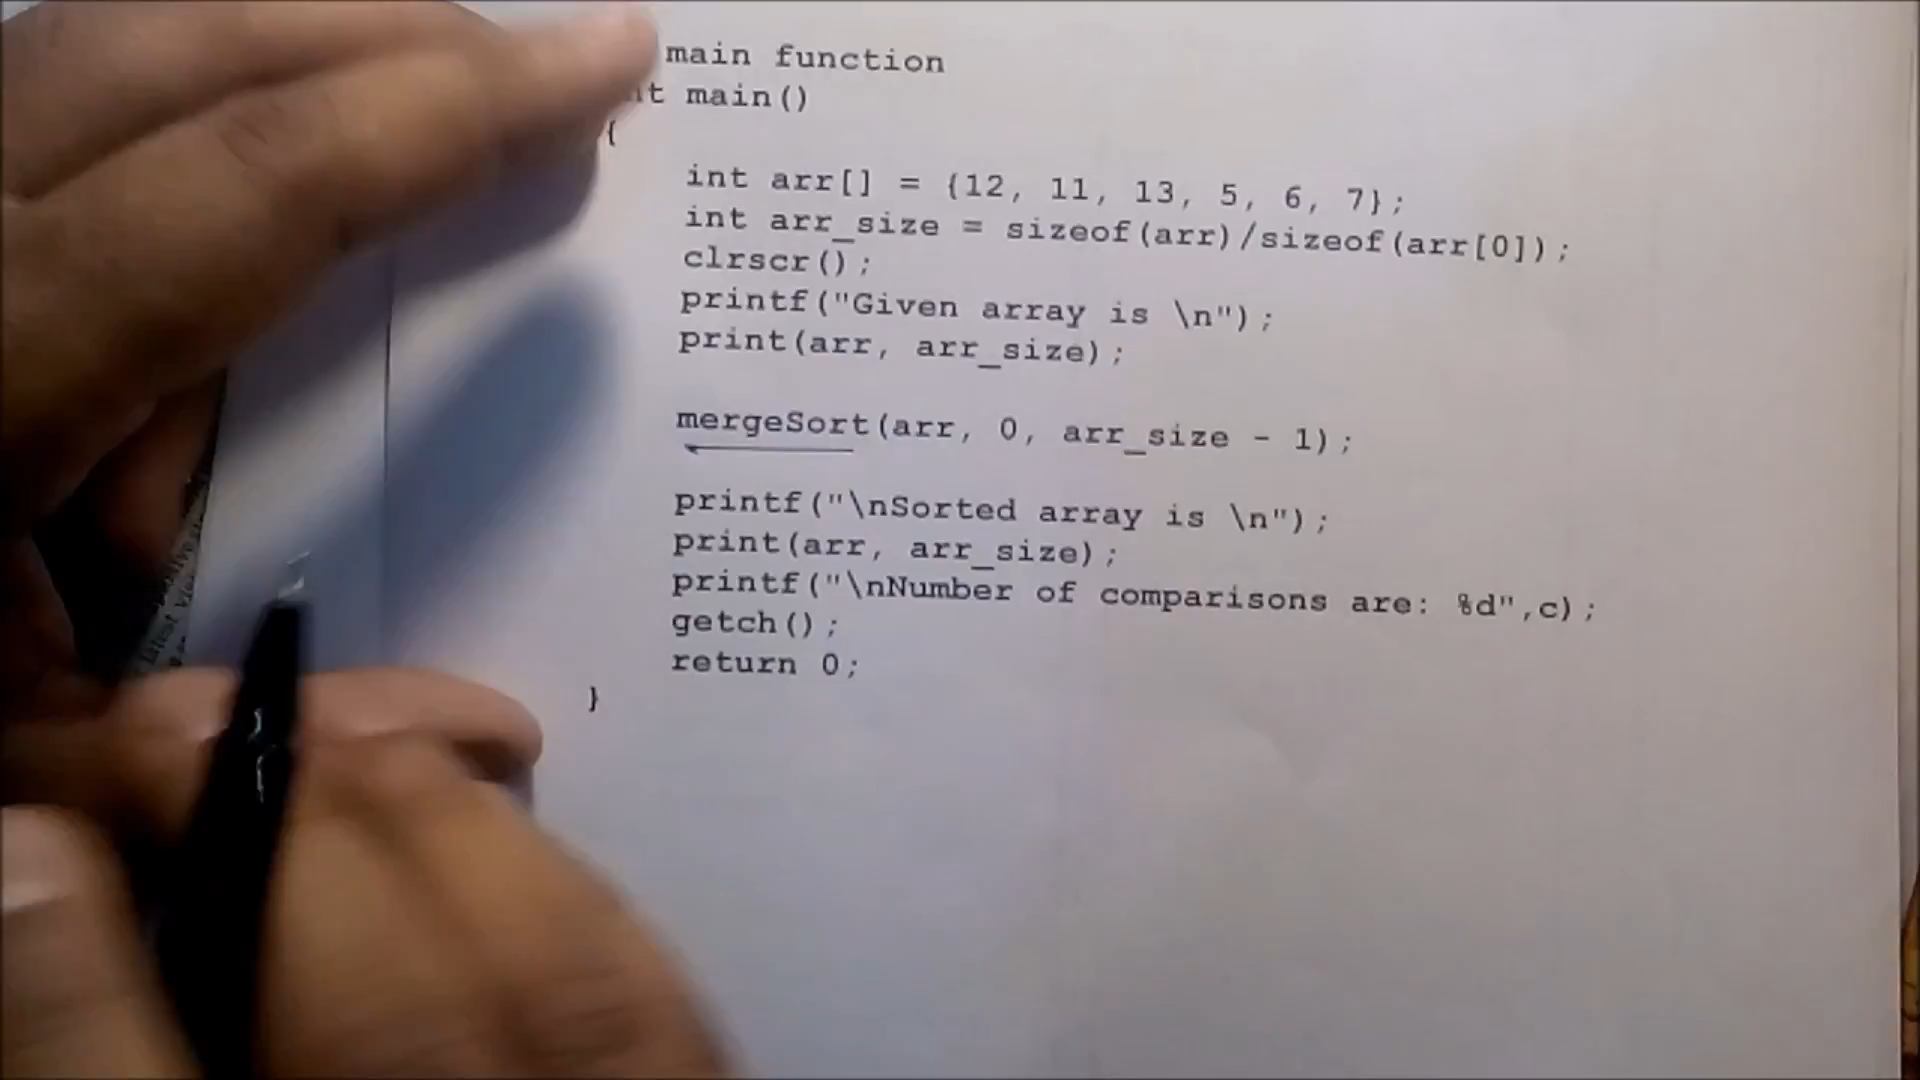 main function
int main()
{
int arr[] = {12, 11, 13, 5, 6, 7};
int arr_size = sizeof(arr)/sizeof(arr[0]);
clrscr();
printf("Given array is \n");
print(arr, arr_size);
mergeSort(arr, 0, arr_size - 1);
printf("\nSorted array is \n");
print(arr, arr_size);
printf("\nNumber of comparisons are: %d",c);
getch();
return 0;
}